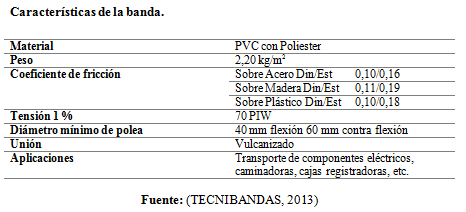 Características de la banda.
Material PVC con Poliester
Peso 2,20 kg/m²
Coeficiente de fricción Sobre Acero Din/Est 0,10/0,16
Sobre Madera Din/Est 0,11/0,19
Sobre Plástico Din/Est 0,10/0,18
Tensión 1 % 70 PIW
Diámetro mínimo de polea 40 mm flexión 60 mm contra flexión
Unión Vulcanizado
Aplicaciones Transporte de componentes eléctricos,
caminadoras, cajas registradoras, etc.
Fuente: (TECNIBANDAS, 2013)